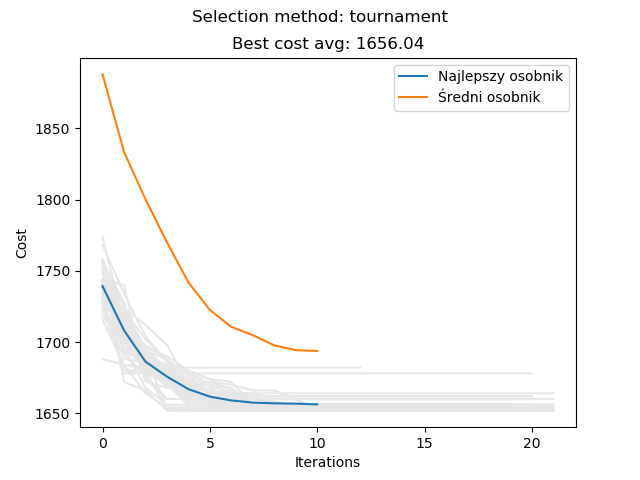 Selection method: tournament
Best cost avg: 1656.04
Najlepszy osobnik
Średni osobnik
Cost
1850
1800
1750
1700
1650
0
5
10
15
20
Iterations